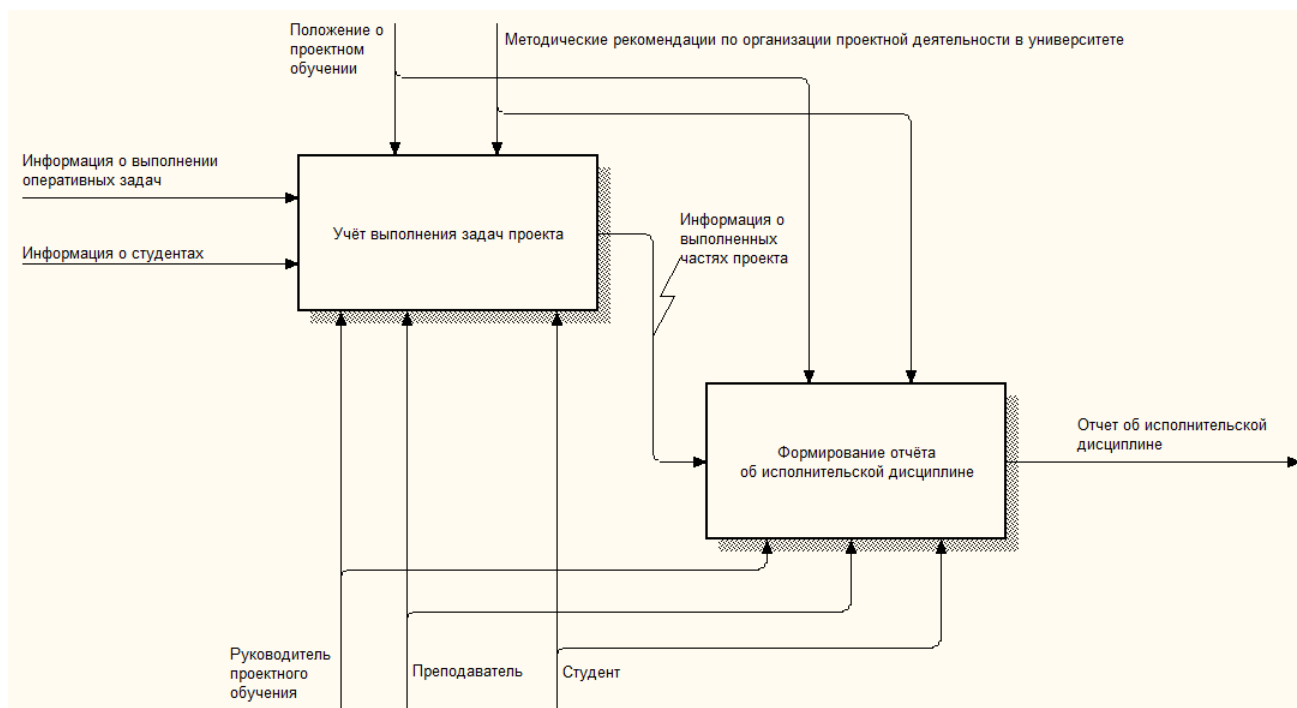 Положение о
проектном
обучении
Методические рекомендации по организации проектной деятельности в университете
Информация о выполнении
оперативных задач
Информация о студентах
Учёт выполнения задач проекта
Информация о
выполненных
частях проекта
Формирование отчёта
об исполнительской дисциплине
Отчет об исполнительской
дисциплине
Руководитель
проектного
обучения
Преподаватель
Студент